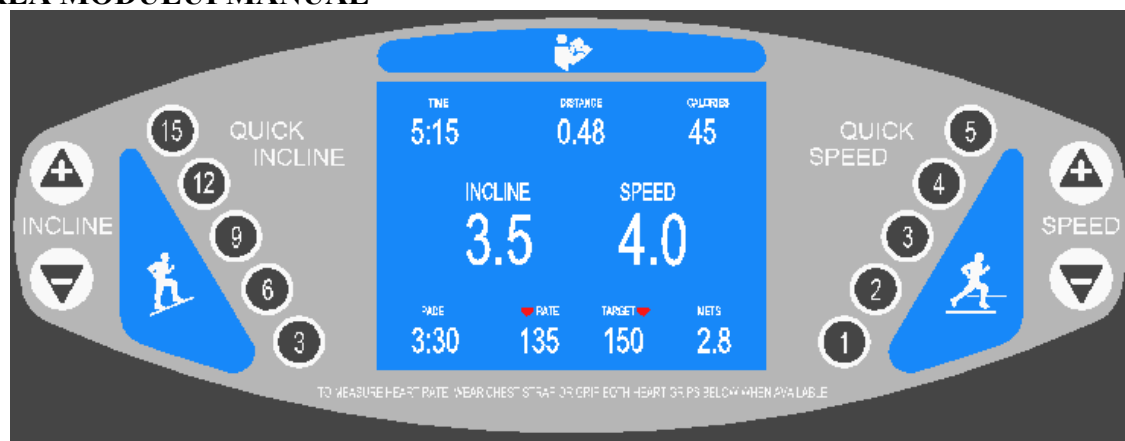 MODULUI MANUAL
TIME DISTANCE CALORIES
5:15 0.48 45
15 QUICK INCLINE
12
9
6
3
+
INCLINE
−
INCLINE SPEED
3.5 4.0
PACE RATE TARGET METS
3:30 135 150 2.8
QUICK SPEED 5
4
3
2
1
+
SPEED
−
TO MEASURE HEART RATE, WEAR CHEST STRAP OR GRIP BOTH HEART GRIPS BELOW WHEN AVAILABLE